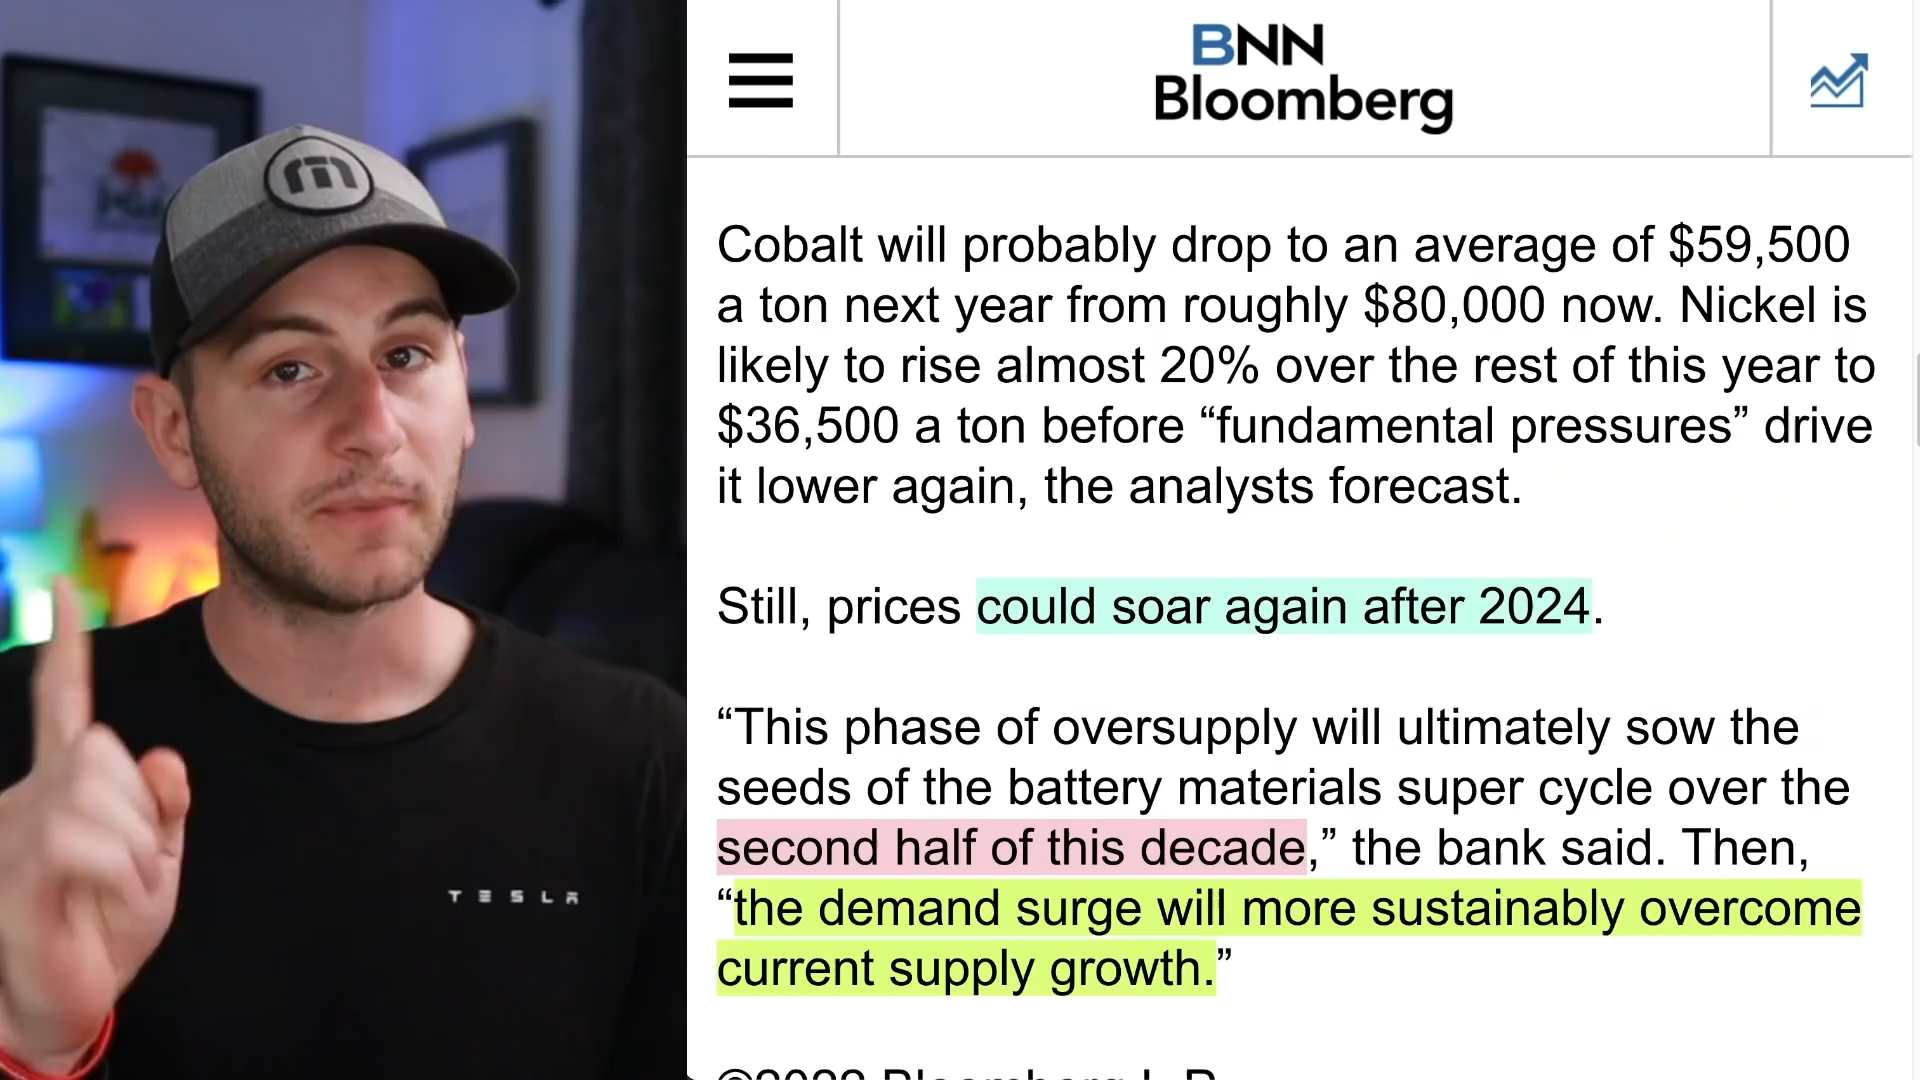 BNN
Bloomberg
Cobalt will probably drop to an average of $59,500
a ton next year from roughly $80,000 now. Nickel is
likely to rise almost 20% over the rest of this year to
$36,500 a ton before “fundamental pressures” drive
it lower again, the analysts forecast.
Still, prices could soar again after 2024.
“This phase of oversupply will ultimately sow the
seeds of the battery materials super cycle over the
second half of this decade,” the bank said. Then,
“the demand surge will more sustainably overcome
current supply growth.”
©2022 Bloomberg L.P.
TESLA